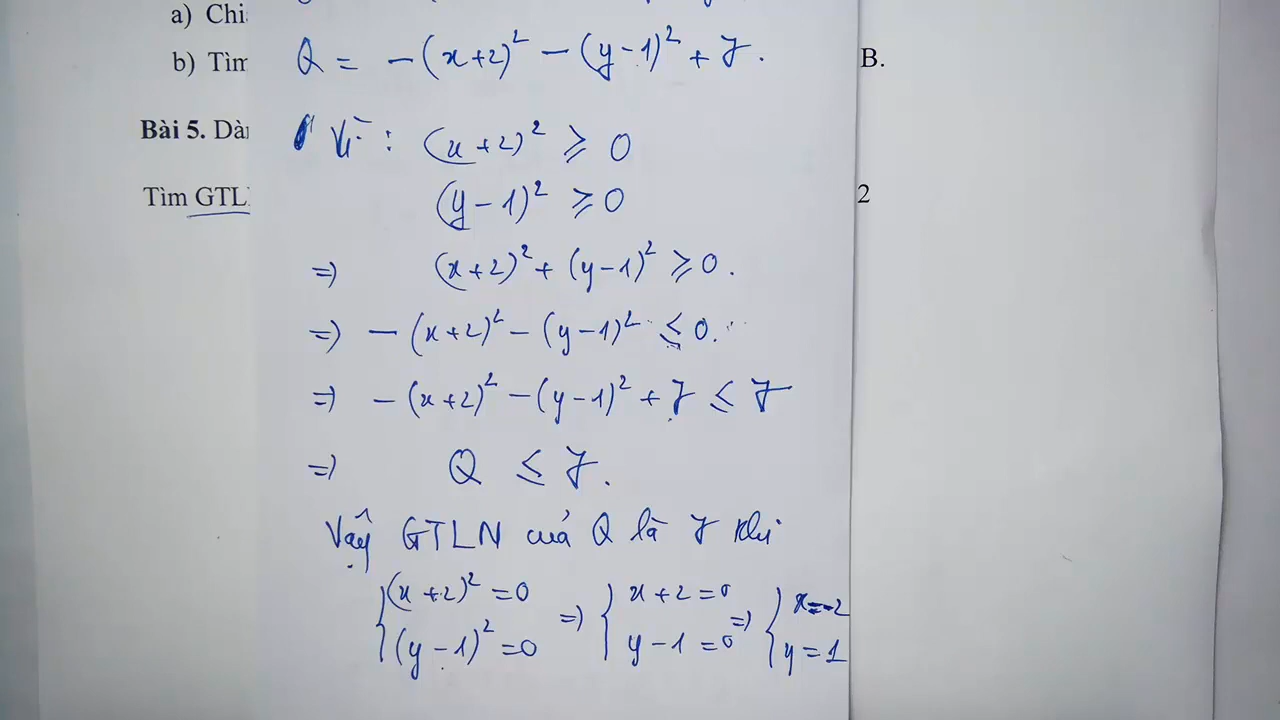 a) Chi
b) Tìm
B.
Bài 5. Dàn
Tìm GTL
2
Q = -(x+2)² - (y-1)² + 7.
Vì: (x+2)² ⩾ 0
(y-1)² ⩾ 0
=) (x+2)² + (y-1)² ⩾ 0.
=) -(x+2)² - (y-1)² ≤ 0.
=) -(x+2)² - (y-1)² + 7 ≤ 7
=) Q ≤ 7.
Vậy GTLN của Q là 7 khi
{(x+2)² = 0 =) { x+2=0 =) { x=-2
(y-1)² = 0 y-1=0 y=1